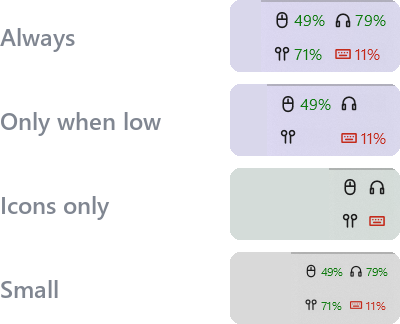 Always
49% 79%
71% 11%
Only when low
49%
11%
Icons only
Small
49% 79%
71% 11%